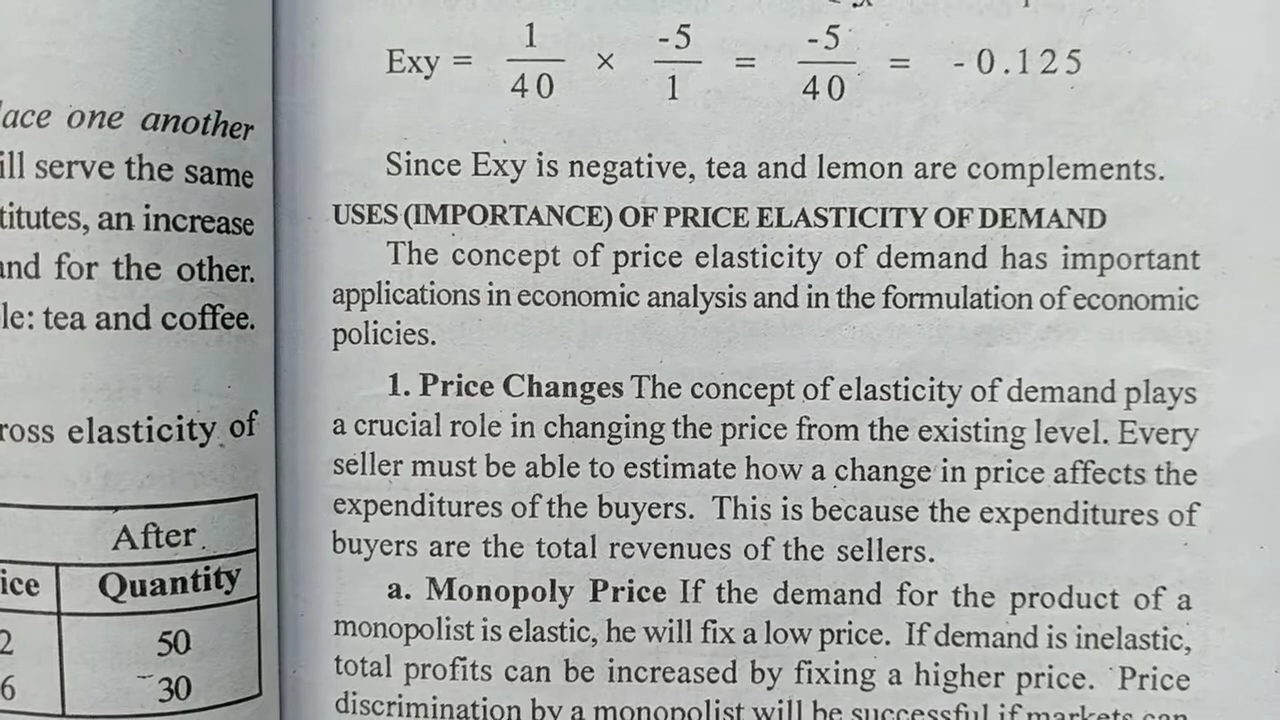 lace one another
ill serve the same
titutes, an increase
and for the other.
le: tea and coffee.
ross elasticity of
After
ice Quantity
2 50
6 30
Exy = 1/40 × -5/1 = -5/40 = -0.125
Since Exy is negative, tea and lemon are complements.
USES (IMPORTANCE) OF PRICE ELASTICITY OF DEMAND
The concept of price elasticity of demand has important
applications in economic analysis and in the formulation of economic
policies.
1. Price Changes The concept of elasticity of demand plays
a crucial role in changing the price from the existing level. Every
seller must be able to estimate how a change in price affects the
expenditures of the buyers. This is because the expenditures of
buyers are the total revenues of the sellers.
a. Monopoly Price If the demand for the product of a
monopolist is elastic, he will fix a low price. If demand is inelastic,
total profits can be increased by fixing a higher price. Price
discrimination by a monopolist will be successful if markets can